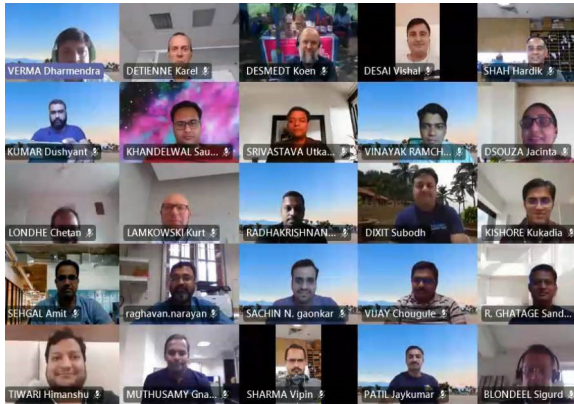 VERMA Dharmendra
DETIENNE Karel
DESMEDT Koen
DESAI Vishal
SHAH Hardik
KUMAR Dushyant
KHANDELWAL Sau...
SRIVASTAVA Utka...
VINAYAK RAMCH...
DSOUZA Jacinta
LONDHE Chetan
LAMKOWSKI Kurt
RADHAKRISHNAN...
DIXIT Subodh
KISHORE Kukadia
SEHGAL Amit
raghavan.narayan
SACHIN N. gaonkar
VIJAY Chougule
R. GHATAGE Sand...
TIWARI Himanshu
MUTHUSAMY Gna...
SHARMA Vipin
PATIL Jaykumar
BLONDEEL Sigurd